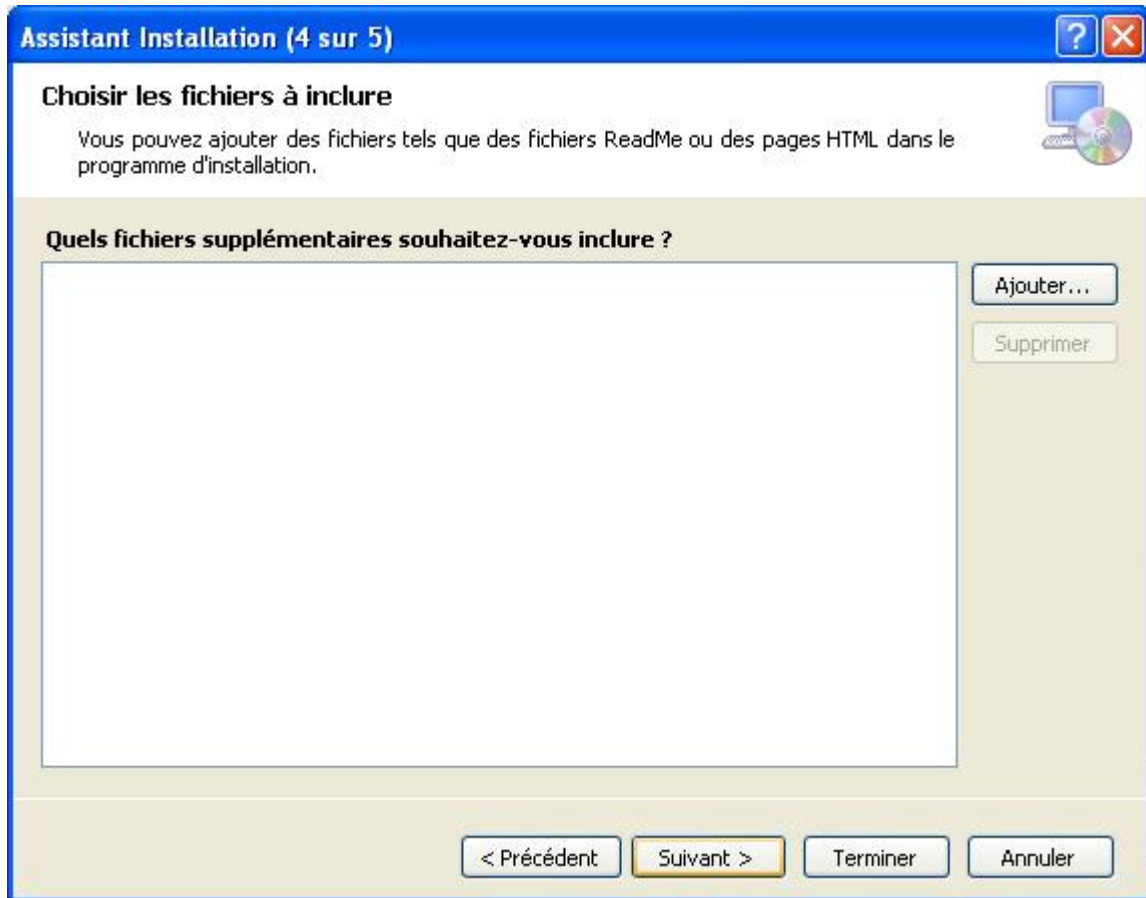 Assistant Installation (4 sur 5)
?
Choisir les fichiers à inclure
Vous pouvez ajouter des fichiers tels que des fichiers ReadMe ou des pages HTML dans le
programme d'installation.
Quels fichiers supplémentaires souhaitez-vous inclure ?
Ajouter...
Supprimer
< Précédent Suivant > Terminer Annuler